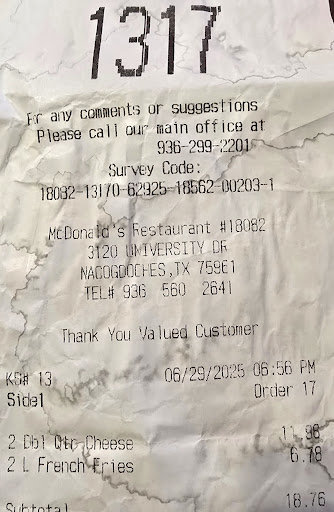 1317
For any comments or suggestions
Please call our main office at
936-299-2201
Survey Code:
18082-13170-62925-18562-00203-1
McDonald's Restaurant #18082
3120 UNIVERSITY DR
NACOGDOCHES,TX 75961
TEL# 936 560 2641
Thank You Valued Customer
KS# 13 06/29/2025 06:56 PM
Side1 Order 17
2 Dbl Qtr Cheese 11.98
2 L French Fries 6.78
Subtotal 18.76